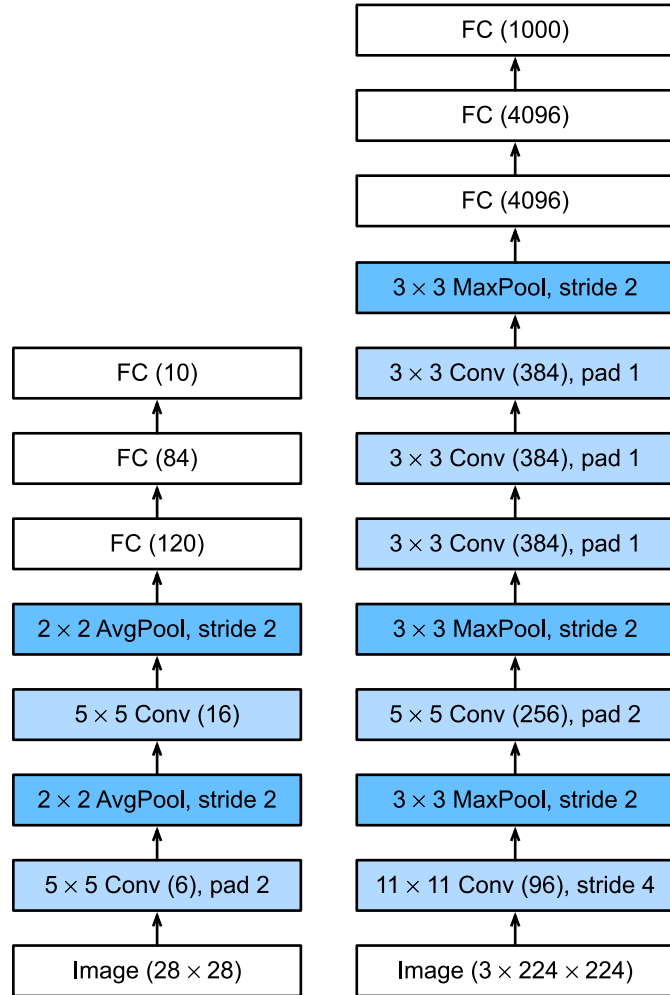 FC (10)
FC (84)
FC (120)
2 × 2 AvgPool, stride 2
5 × 5 Conv (16)
2 × 2 AvgPool, stride 2
5 × 5 Conv (6), pad 2
Image (28 × 28)
FC (1000)
FC (4096)
FC (4096)
3 × 3 MaxPool, stride 2
3 × 3 Conv (384), pad 1
3 × 3 Conv (384), pad 1
3 × 3 Conv (384), pad 1
3 × 3 MaxPool, stride 2
5 × 5 Conv (256), pad 2
3 × 3 MaxPool, stride 2
11 × 11 Conv (96), stride 4
Image (3 × 224 × 224)